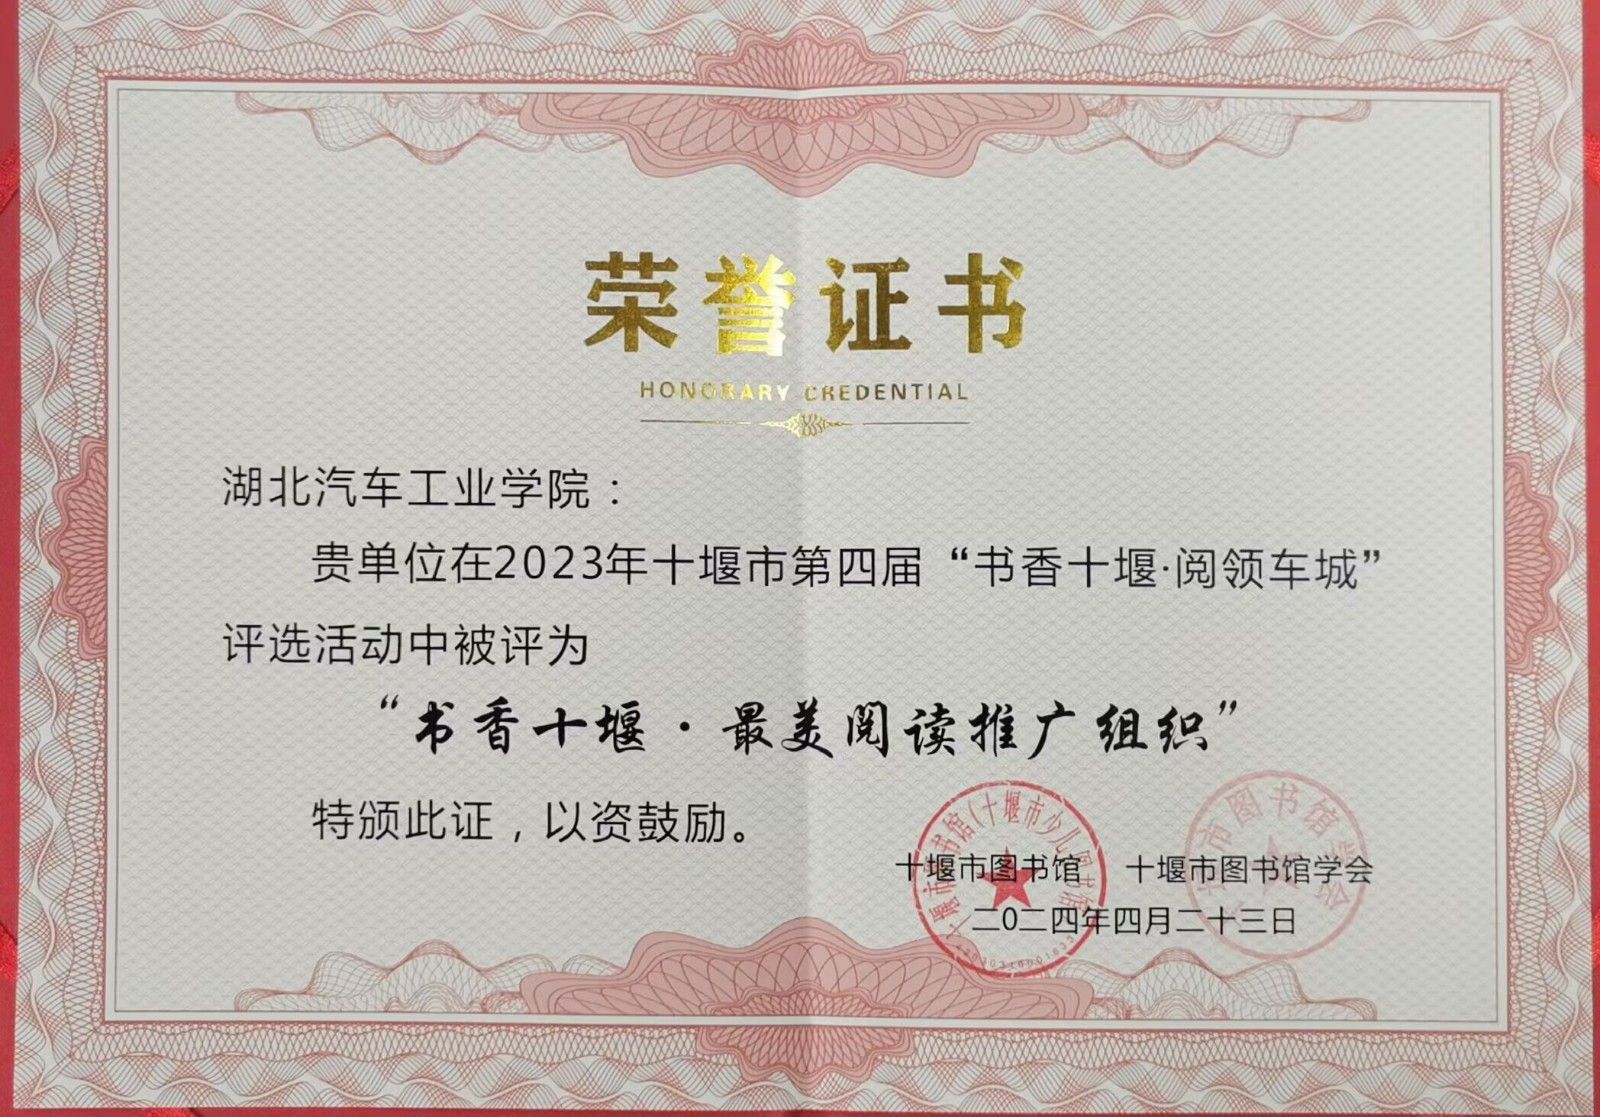 荣誉证书
HONORARY CREDENTIAL
湖北汽车工业学院：
贵单位在2023年十堰市第四届“书香十堰·阅领车城”
评选活动中被评为
“书香十堰·最美阅读推广组织”
特颁此证，以资鼓励。
十堰市图书馆 十堰市图书馆学会
二0二四年四月二十三日